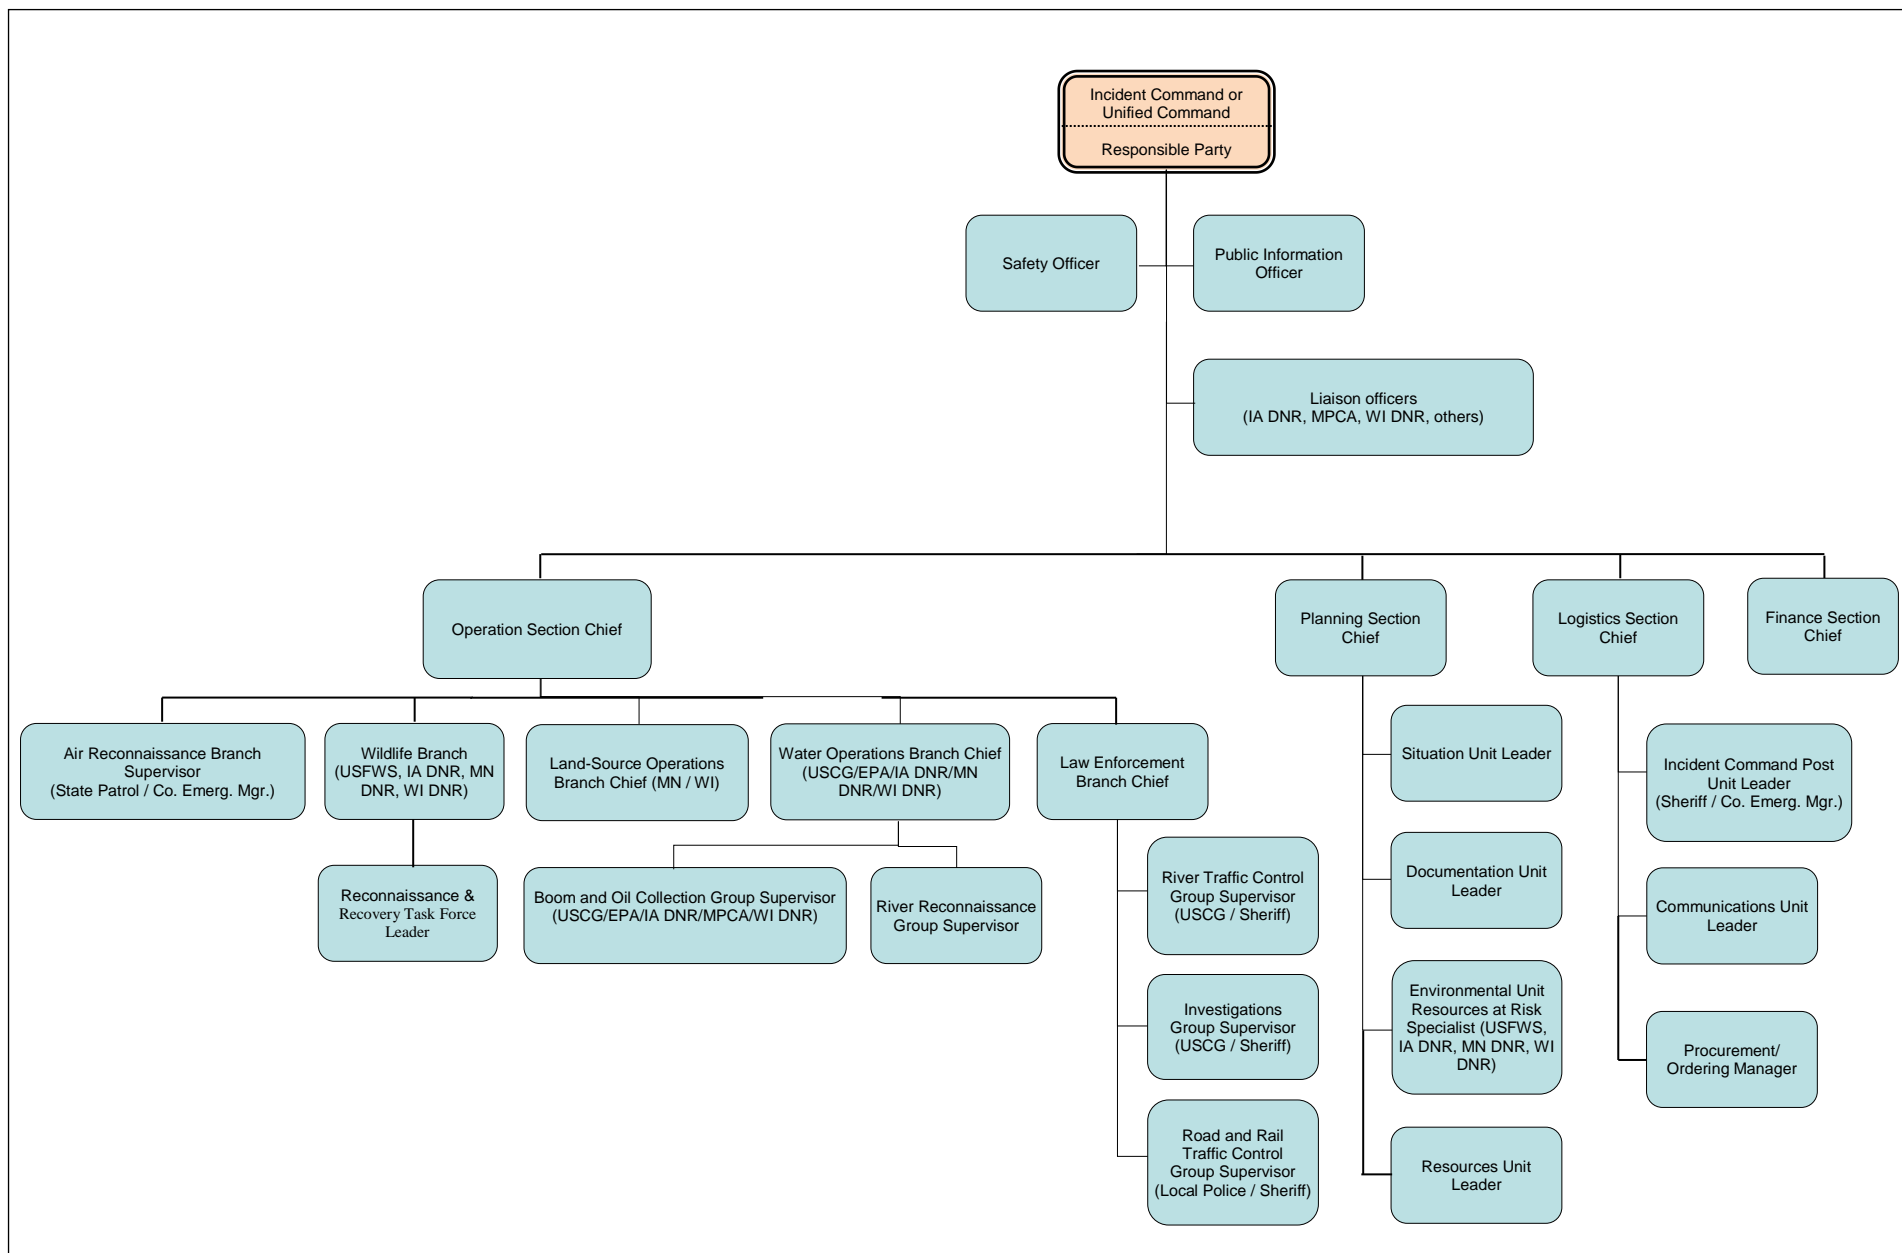 Incident Command or
Unified Command
Responsible Party
Safety Officer
Public Information
Officer
Liaison officers
(IA DNR, MPCA, WI DNR, others)
Operation Section Chief
Planning Section
Chief
Logistics Section
Chief
Finance Section
Chief
Air Reconnaissance Branch
Supervisor
(State Patrol / Co. Emerg. Mgr.)
Wildlife Branch
(USFWS, IA DNR, MN
DNR, WI DNR)
Land-Source Operations
Branch Chief (MN / WI)
Water Operations Branch Chief
(USCG/EPA/IA DNR/MN
DNR/WI DNR)
Law Enforcement
Branch Chief
Reconnaissance &
Recovery Task Force
Leader
Boom and Oil Collection Group Supervisor
(USCG/EPA/IA DNR/MPCA/WI DNR)
River Reconnaissance
Group Supervisor
River Traffic Control
Group Supervisor
(USCG / Sheriff)
Investigations
Group Supervisor
(USCG / Sheriff)
Road and Rail
Traffic Control
Group Supervisor
(Local Police / Sheriff)
Situation Unit Leader
Documentation Unit
Leader
Environmental Unit
Resources at Risk
Specialist (USFWS,
IA DNR, MN DNR, WI
DNR)
Resources Unit
Leader
Incident Command Post
Unit Leader
(Sheriff / Co. Emerg. Mgr.)
Communications Unit
Leader
Procurement/
Ordering Manager